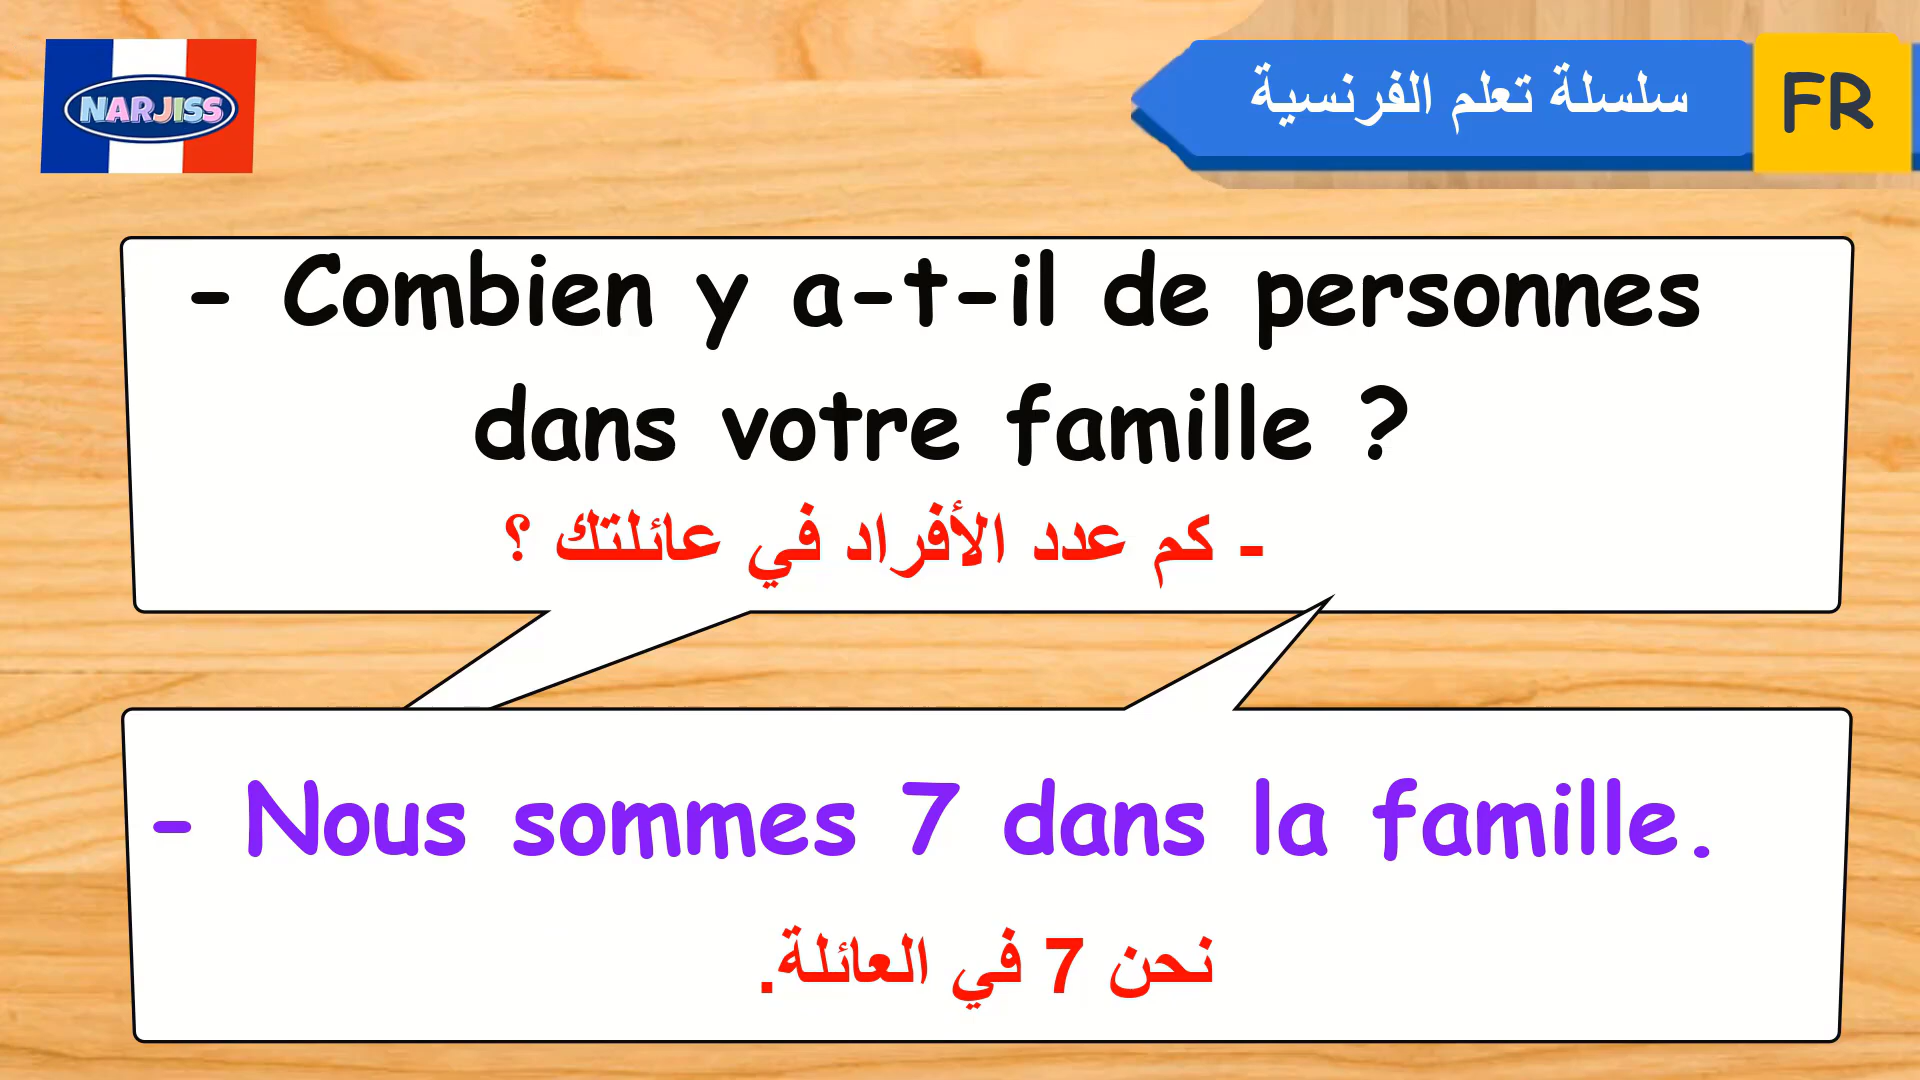 NARJISS
سلسلة تعلم الفرنسية
FR
- Combien y a-t-il de personnes
dans votre famille ?
- كم عدد الأفراد في عائلتك ؟
- Nous sommes 7 dans la famille.
نحن 7 في العائلة.